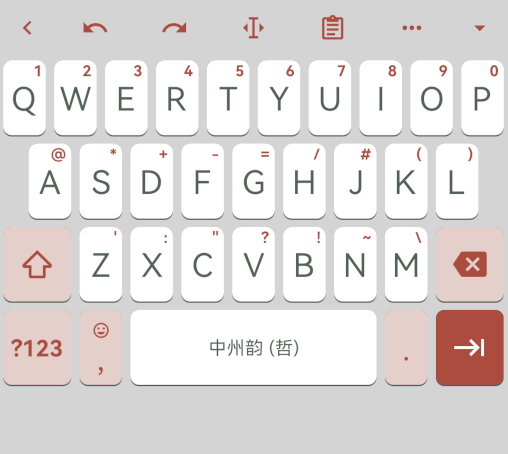 1 2 3 4 5 6 7 8 9 0
Q W E R T Y U I O P
@ * + - = / # ( )
A S D F G H J K L
' : " ? ! ~ \
Z X C V B N M
?123 , 中州韵 (哲) .